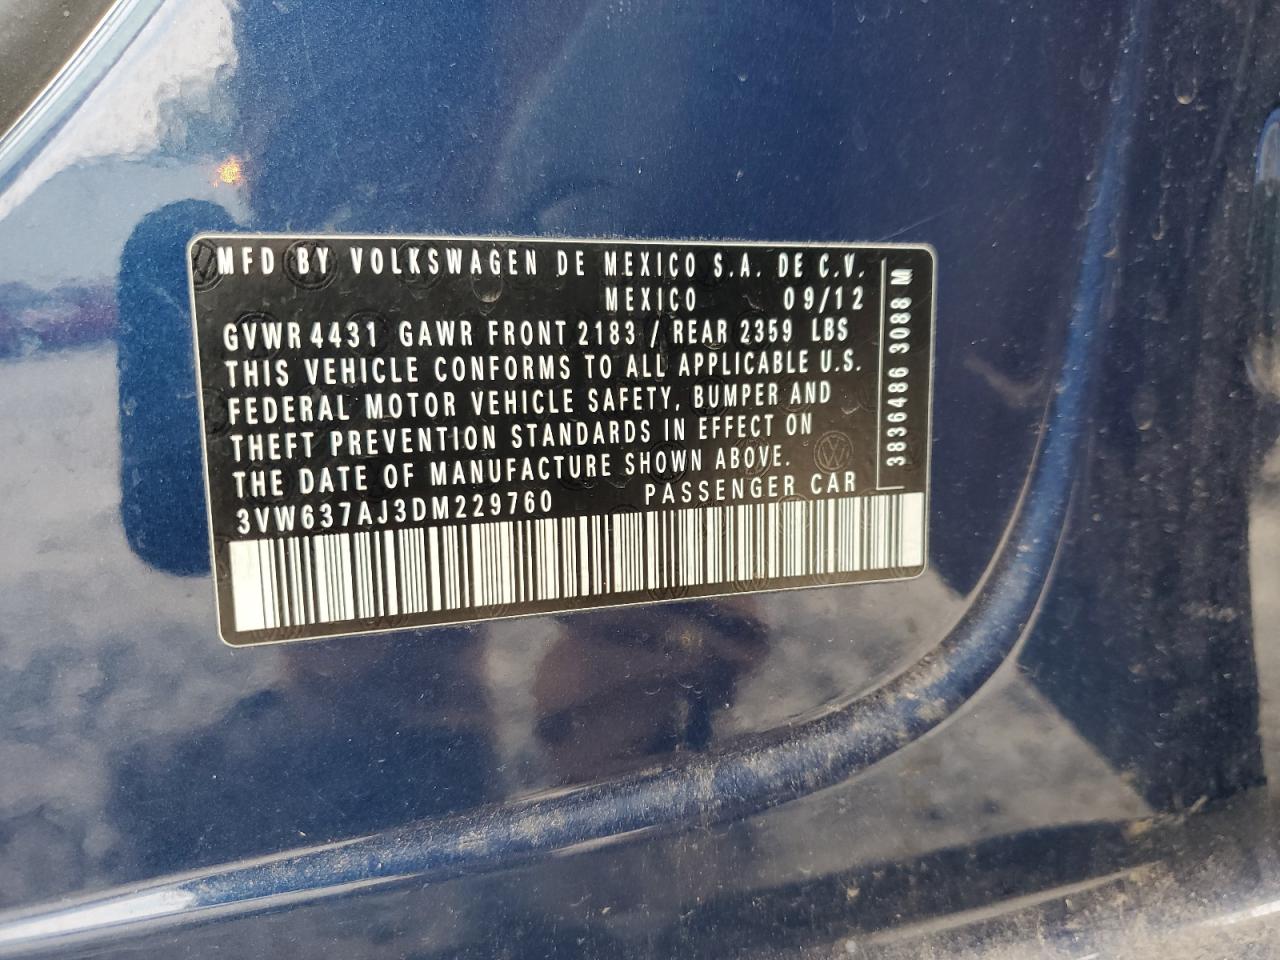 MFD BY VOLKSWAGEN DE MEXICO S.A. DE C.V.
MEXICO 09/12
GVWR 4431 GAWR FRONT 2183 / REAR 2359 LBS
THIS VEHICLE CONFORMS TO ALL APPLICABLE U.S.
FEDERAL MOTOR VEHICLE SAFETY, BUMPER AND
THEFT PREVENTION STANDARDS IN EFFECT ON
THE DATE OF MANUFACTURE SHOWN ABOVE.
3VW637AJ3DM229760 PASSENGER CAR
3836486 3088 M